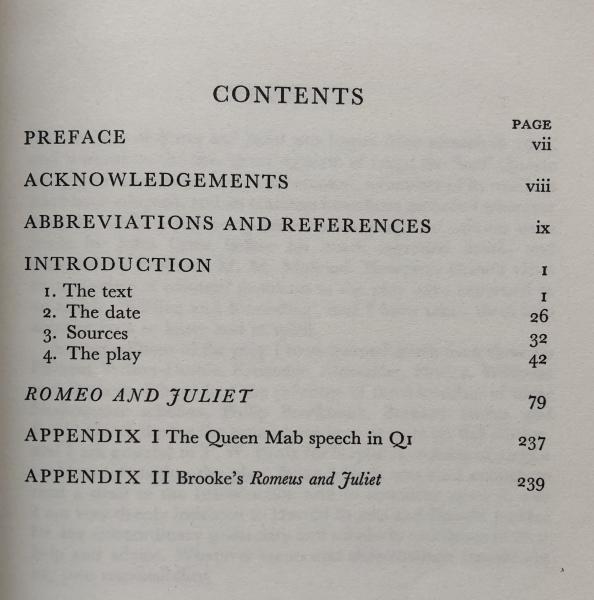 CONTENTS
PAGE
PREFACE vii
ACKNOWLEDGEMENTS viii
ABBREVIATIONS AND REFERENCES ix
INTRODUCTION 1
1. The text 1
2. The date 26
3. Sources 32
4. The play 42
ROMEO AND JULIET 79
APPENDIX I The Queen Mab speech in Q1 237
APPENDIX II Brooke's Romeus and Juliet 239